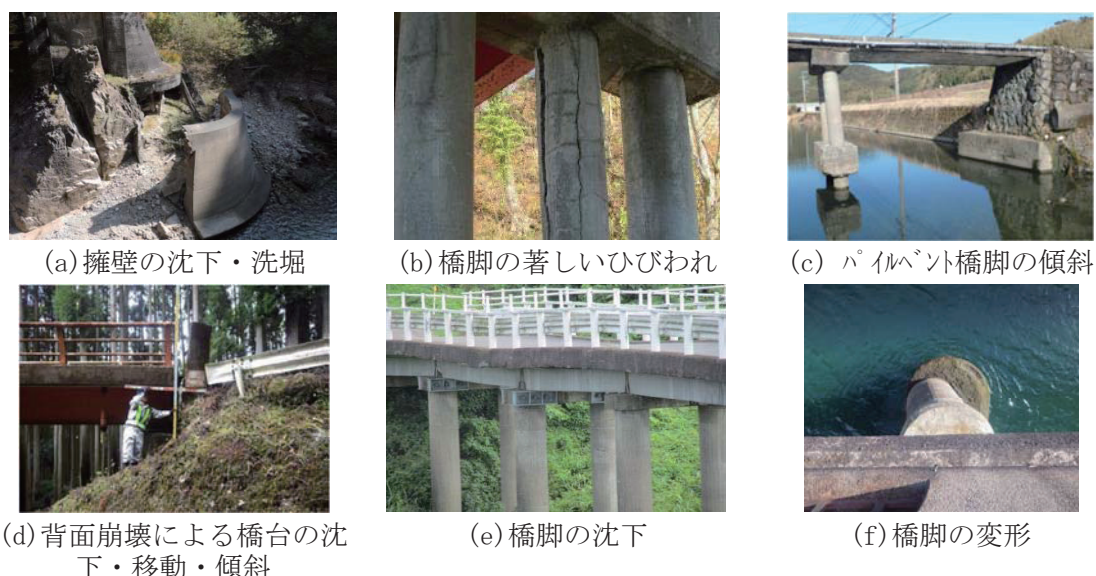 (a)擁壁の沈下・洗堀
(b)橋脚の著しいひびわれ
(c) ﾊﾟｲﾙﾍﾞﾝﾄ橋脚の傾斜
(d)背面崩壊による橋台の沈
下・移動・傾斜
(e)橋脚の沈下
(f)橋脚の変形